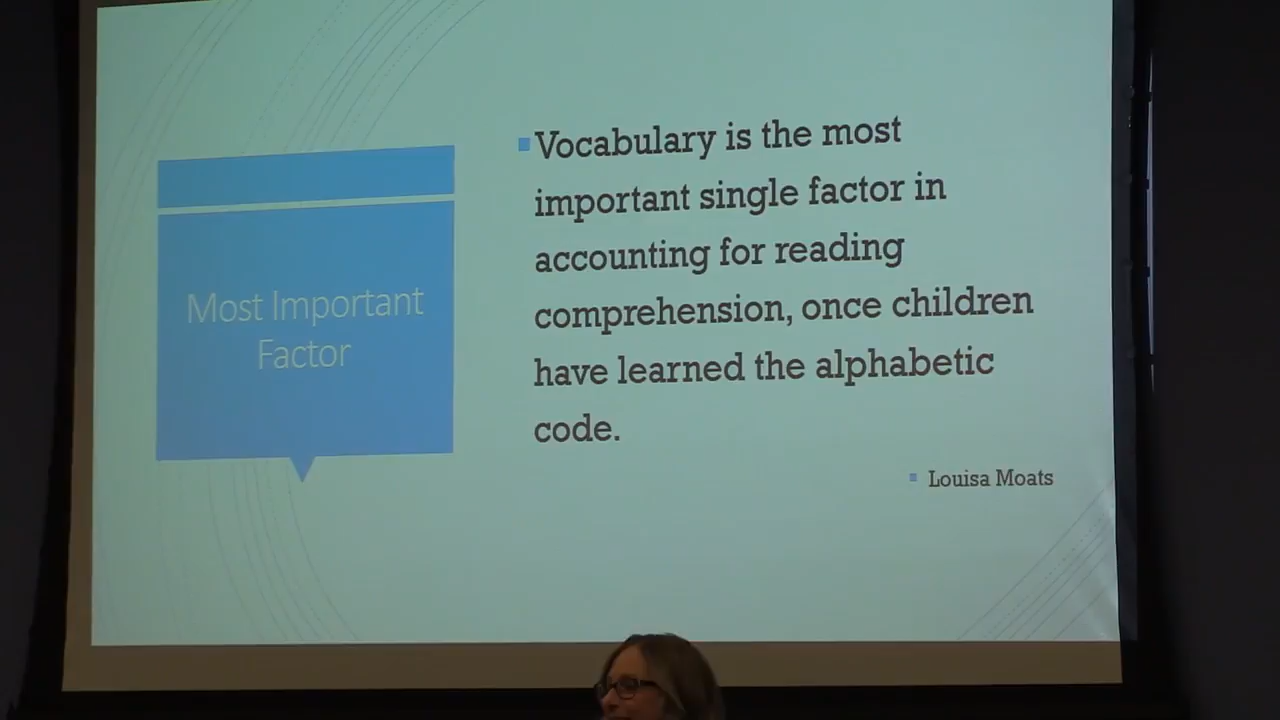 Most Important
Factor
Vocabulary is the most
important single factor in
accounting for reading
comprehension, once children
have learned the alphabetic
code.
Louisa Moats